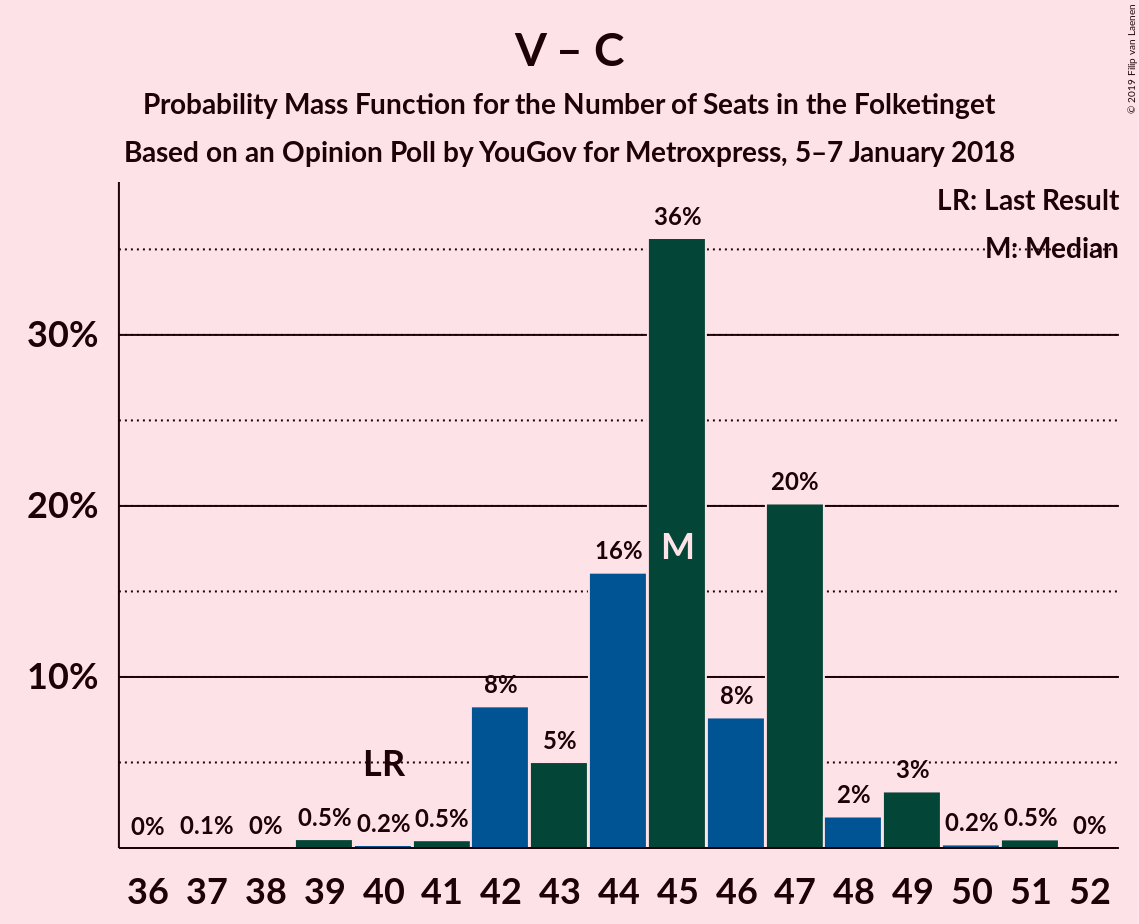 V – C
Probability Mass Function for the Number of Seats in the Folketinget
Based on an Opinion Poll by YouGov for Metroxpress, 5–7 January 2018
© 2019 Filip van Laenen
LR: Last Result
M: Median
36%
30%
20%
20%
16%
M
10%
8%
8%
5%
LR
3%
2%
0% 0.1% 0% 0.5% 0.2% 0.5% 0.2% 0.5% 0%
36 37 38 39 40 41 42 43 44 45 46 47 48 49 50 51 52